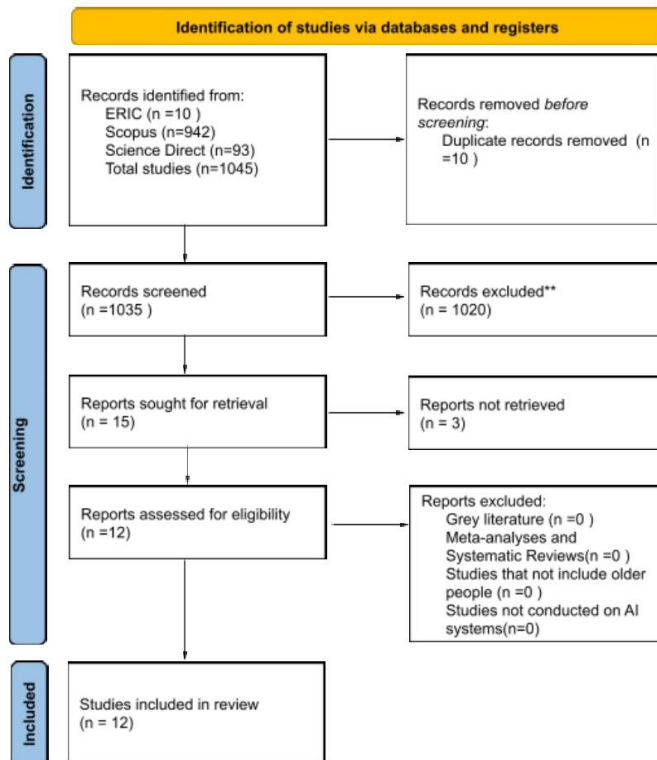 Identification of studies via databases and registers
Identification
Records identified from:
ERIC (n =10 )
Scopus (n=942)
Science Direct (n=93)
Total studies (n=1045)
Records removed before
screening:
Duplicate records removed (n
=10 )
Screening
Records screened
(n =1035 )
Records excluded**
(n = 1020)
Reports sought for retrieval
(n = 15)
Reports not retrieved
(n = 3)
Reports assessed for eligibility
(n =12)
Reports excluded:
Grey literature (n =0 )
Meta-analyses and
Systematic Reviews(n =0 )
Studies that not include older
people (n =0 )
Studies not conducted on AI
systems(n=0)
Included
Studies included in review
(n = 12)